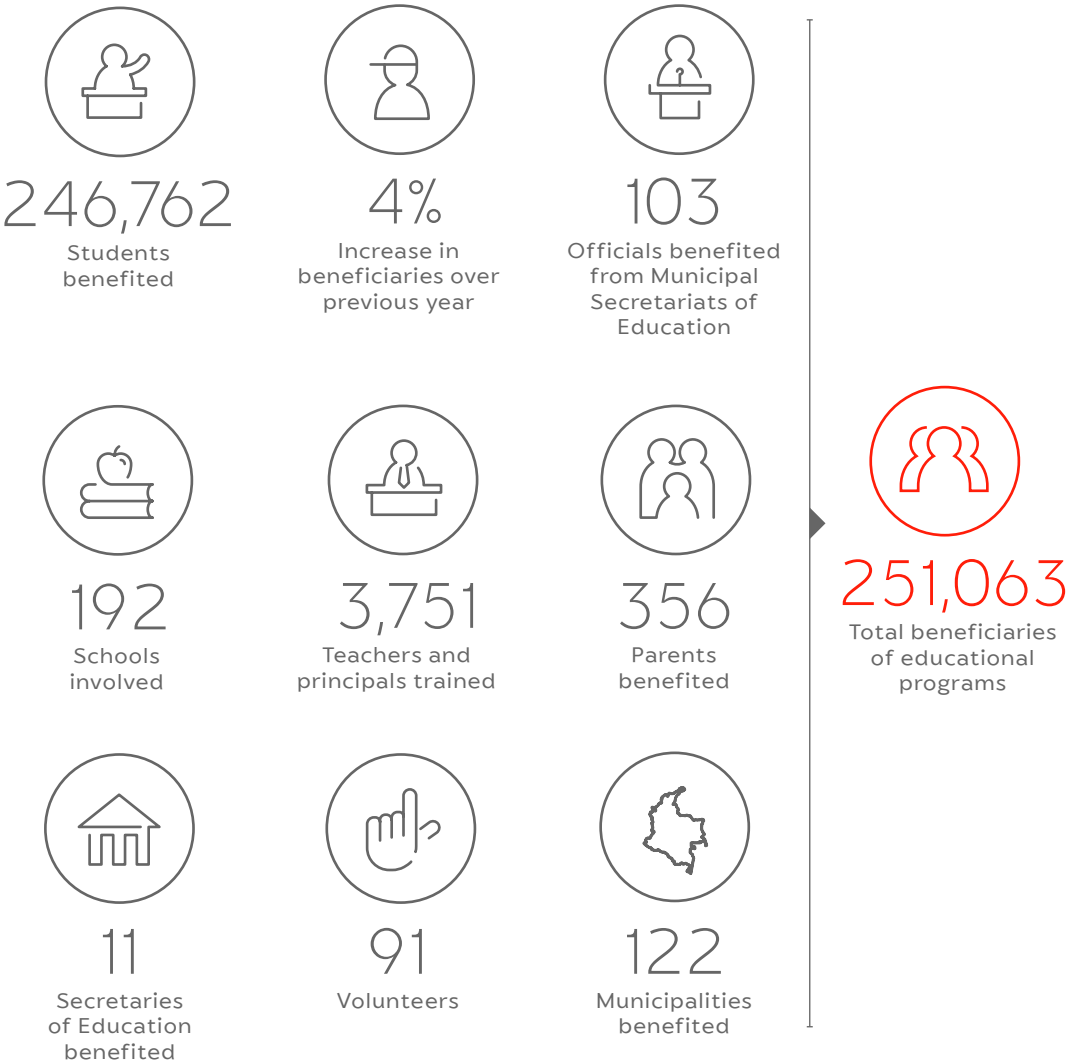 246,762
Students
benefited
4%
Increase in
beneficiaries over
previous year
103
Officials benefited
from Municipal
Secretariats of
Education
192
Schools
involved
3,751
Teachers and
principals trained
356
Parents
benefited
11
Secretaries
of Education
benefited
91
Volunteers
122
Municipalities
benefited
251,063
Total beneficiaries
of educational
programs